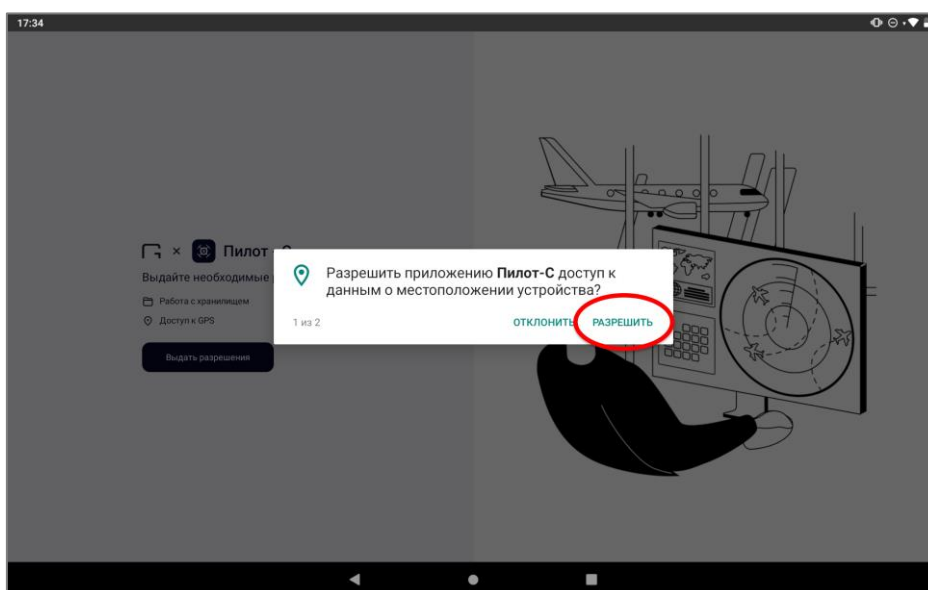 17:34
Пилот
Выдайте необходимые
Работа с хранилищем
Доступ к GPS
Выдать разрешения
Разрешить приложению Пилот-С доступ к
данным о местоположении устройства?
1 из 2
ОТКЛОНИТЬ
РАЗРЕШИТЬ